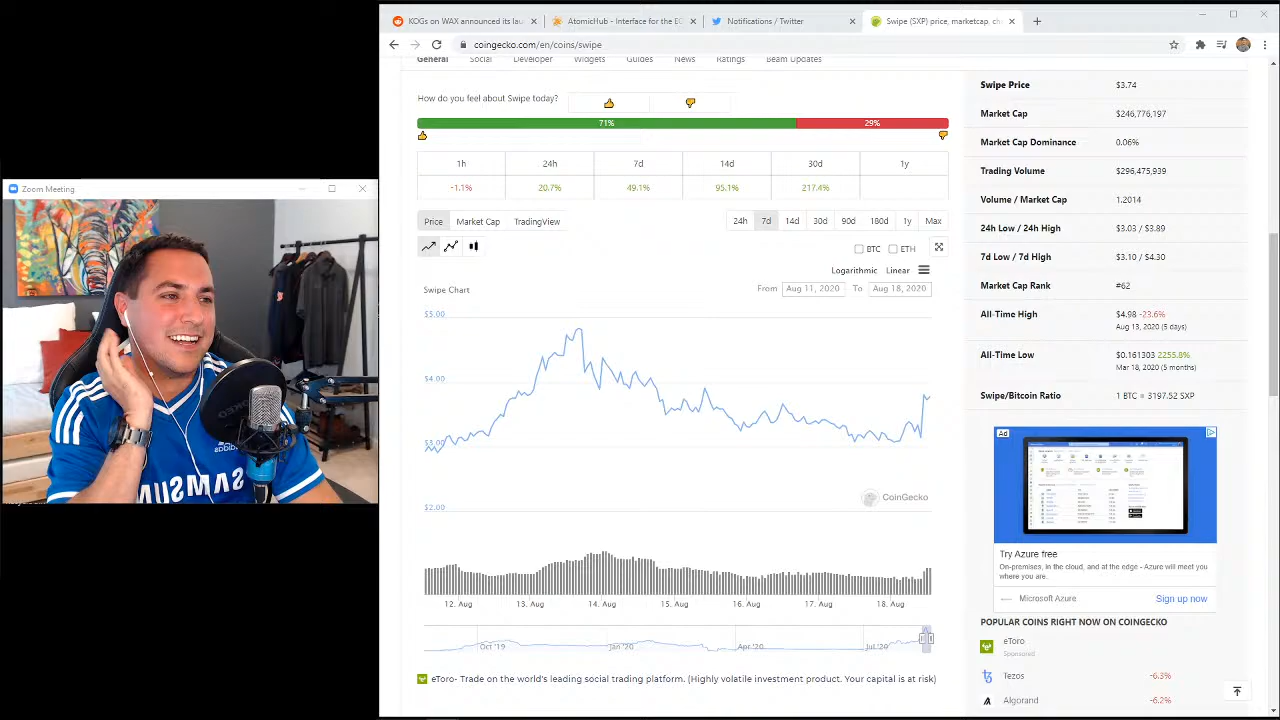 KOGs on WAX announced its lau
AtomicHub - Interface for the EO
Notifications / Twitter
Swipe (SXP) price, marketcap, ch
coingecko.com/en/coins/swipe
General Social Developer Widgets Guides News Ratings Beam Updates
How do you feel about Swipe today?
71% 29%
1h 24h 7d 14d 30d 1y
-1.1% 20.7% 49.1% 95.1% 217.4%
Price Market Cap TradingView
24h 7d 14d 30d 90d 180d 1y Max
BTC ETH
Logarithmic Linear
Swipe Chart
From Aug 11, 2020 To Aug 18, 2020
$5.00
$4.00
$3.00
$2.00
CoinGecko
12. Aug 13. Aug 14. Aug 15. Aug 16. Aug 17. Aug 18. Aug
Oct '19 Jan '20 Apr '20 Jul '20
eToro- Trade on the world's leading social trading platform. (Highly volatile investment product. Your capital is at risk)
Swipe Price $3.74
Market Cap $246,776,197
Market Cap Dominance 0.06%
Trading Volume $296,475,939
Volume / Market Cap 1.2014
24h Low / 24h High $3.03 / $3.89
7d Low / 7d High $3.10 / $4.30
Market Cap Rank #62
All-Time High $4.98 -23.6%
Aug 13, 2020 (5 days)
All-Time Low $0.161303 2255.8%
Mar 18, 2020 (5 months)
Swipe/Bitcoin Ratio 1 BTC = 3197.52 SXP
Ad
Try Azure free
On-premises, in the cloud, and at the edge - Azure will meet you
where you are.
Microsoft Azure Sign up now
POPULAR COINS RIGHT NOW ON COINGECKO
eToro
Sponsored
Tezos -6.3%
Algorand -6.2%
Zoom Meeting
adidas
SAMSU